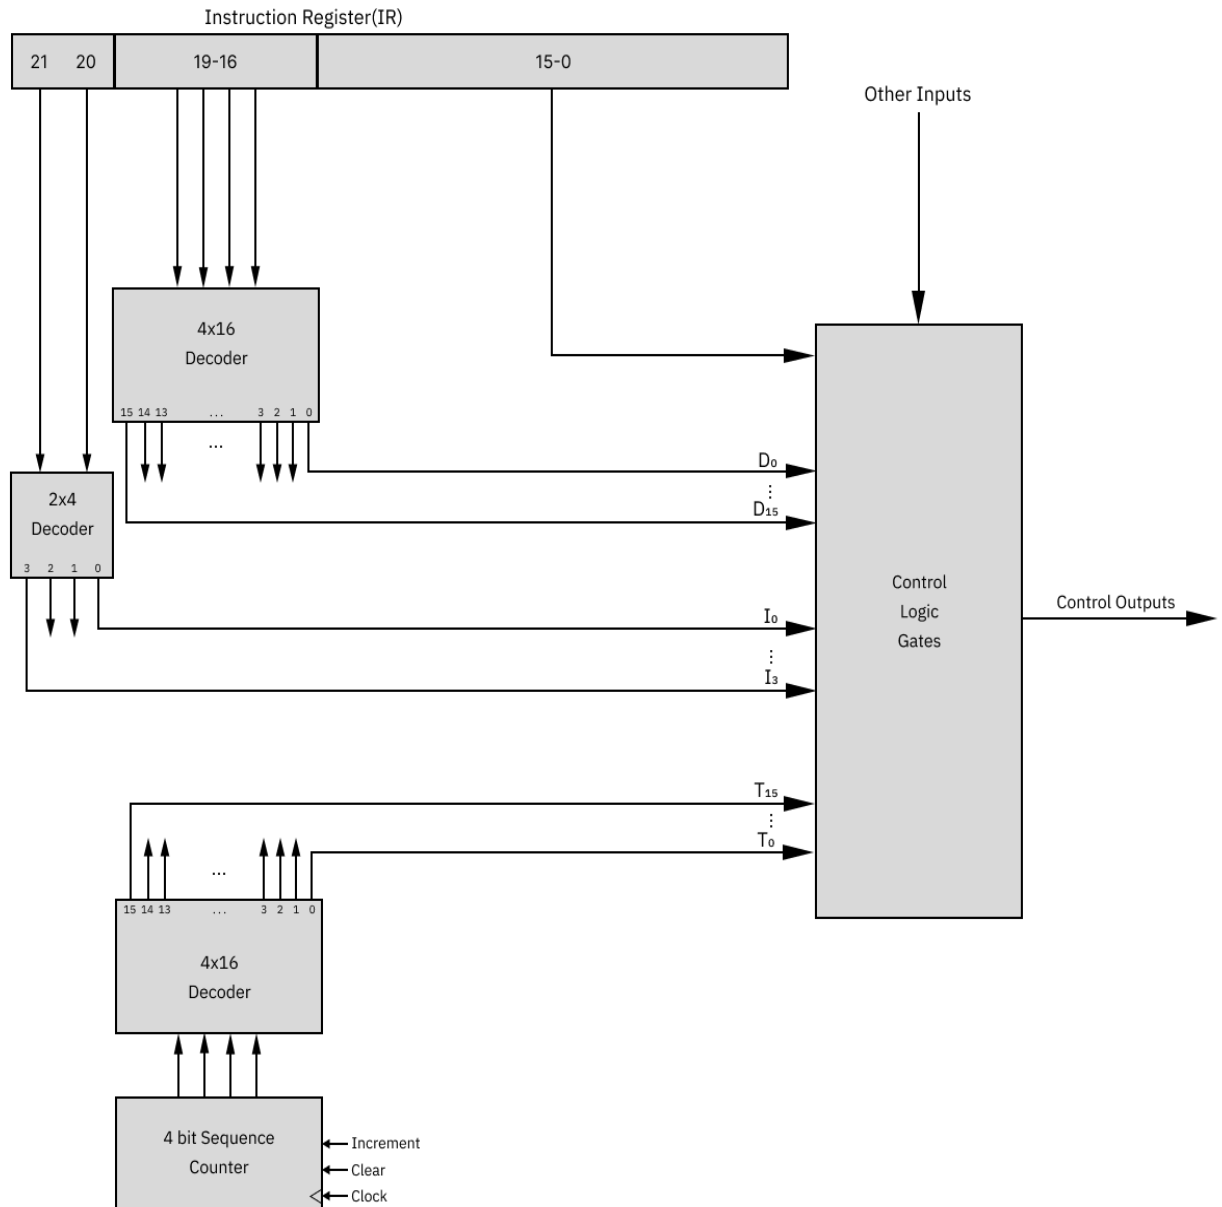 Instruction Register(IR)
21 20 19-16 15-0
Other Inputs
4x16
Decoder
15 14 13 ... 3 2 1 0
...
D₀
⋮
D₁₅
2x4
Decoder
3 2 1 0
I₀
⋮
I₃
Control
Logic
Gates
Control Outputs
T₁₅
⋮
T₀
...
15 14 13 ... 3 2 1 0
4x16
Decoder
4 bit Sequence
Counter
Increment
Clear
Clock